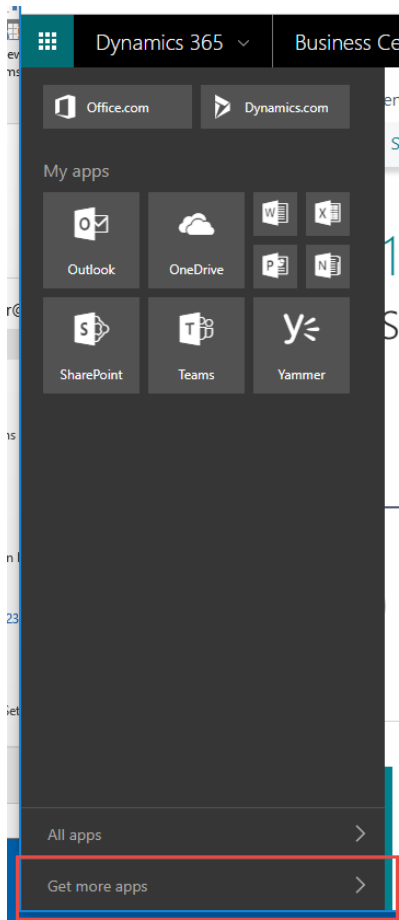 Dynamics 365 Business Ce
Office.com Dynamics.com
My apps
Outlook OneDrive W X
P N
SharePoint Teams Yammer
All apps
Get more apps